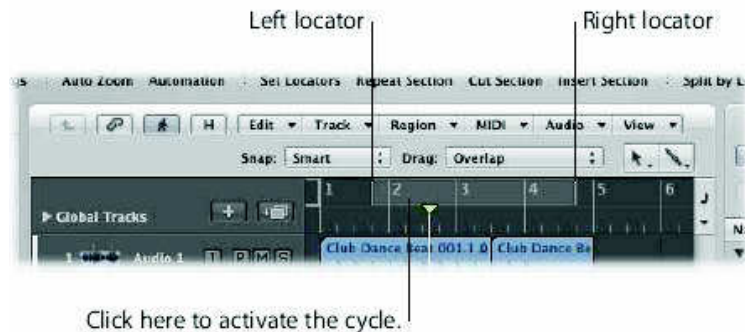 Left locator Right locator
Auto Zoom Automation Set Locators Repeat Section Cut Section Insert Section Split by
H Edit Track Region MIDI Audio View
Snap: Smart Drag: Overlap
1 2 3 4 5 6
Global Tracks
1 Audio 1 I R M S Club Dance Beat 001.1 Club Dance Be
Click here to activate the cycle.